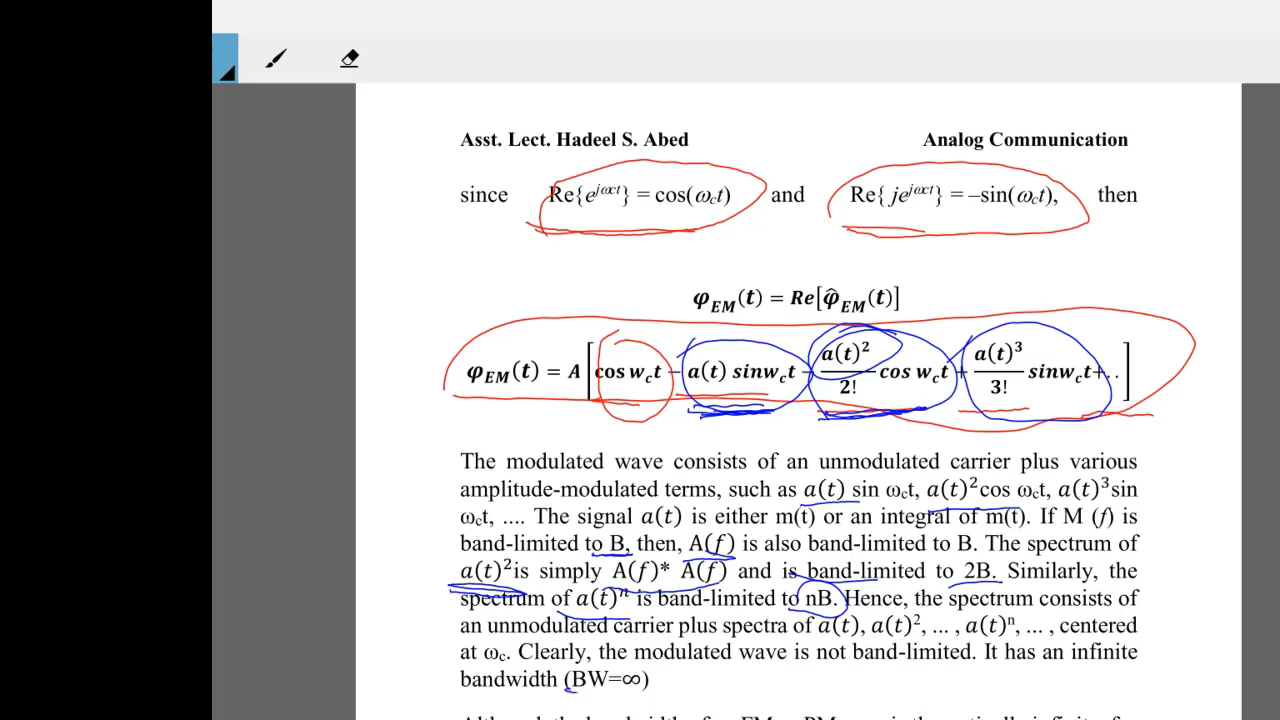 Asst. Lect. Hadeel S. Abed Analog Communication
since Re{e^{jωct}} = cos(ω_c t) and Re{ je^{jωct}} = –sin(ω_c t), then
φ_EM(t) = Re[φ̂_EM(t)]
φ_EM(t) = A [cos w_c t − a(t) sinw_c t − a(t)²/2! cos w_c t + a(t)³/3! sinw_c t+. .]
The modulated wave consists of an unmodulated carrier plus various
amplitude-modulated terms, such as a(t) sin ω_c t, a(t)²cos ω_c t, a(t)³sin
ω_c t, .... The signal a(t) is either m(t) or an integral of m(t). If M (f) is
band-limited to B, then, A(f) is also band-limited to B. The spectrum of
a(t)²is simply A(f)* A(f) and is band-limited to 2B. Similarly, the
spectrum of a(t)ⁿ is band-limited to nB. Hence, the spectrum consists of
an unmodulated carrier plus spectra of a(t), a(t)², ... , a(t)ⁿ, ... , centered
at ω_c. Clearly, the modulated wave is not band-limited. It has an infinite
bandwidth (BW=∞)